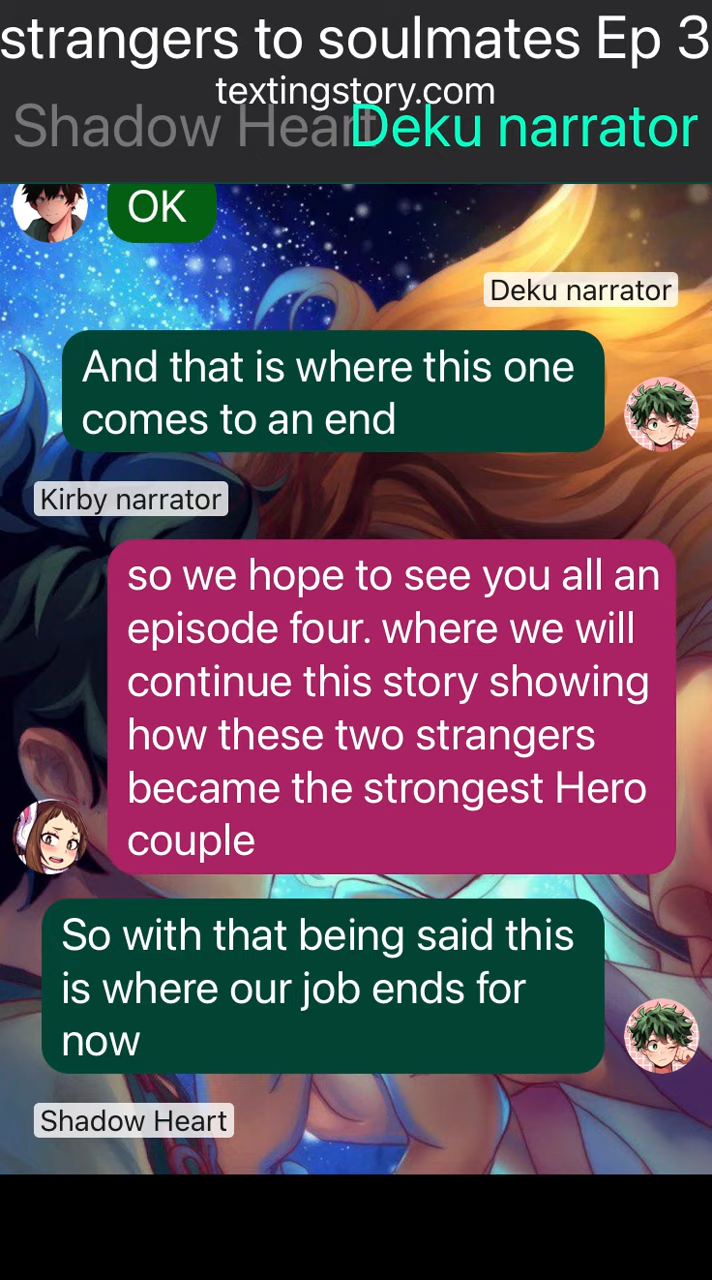 strangers to soulmates Ep 3
textingstory.com
Shadow Heart Deku narrator
OK
Deku narrator
And that is where this one
comes to an end
Kirby narrator
so we hope to see you all an
episode four. where we will
continue this story showing
how these two strangers
became the strongest Hero
couple
So with that being said this
is where our job ends for
now
Shadow Heart